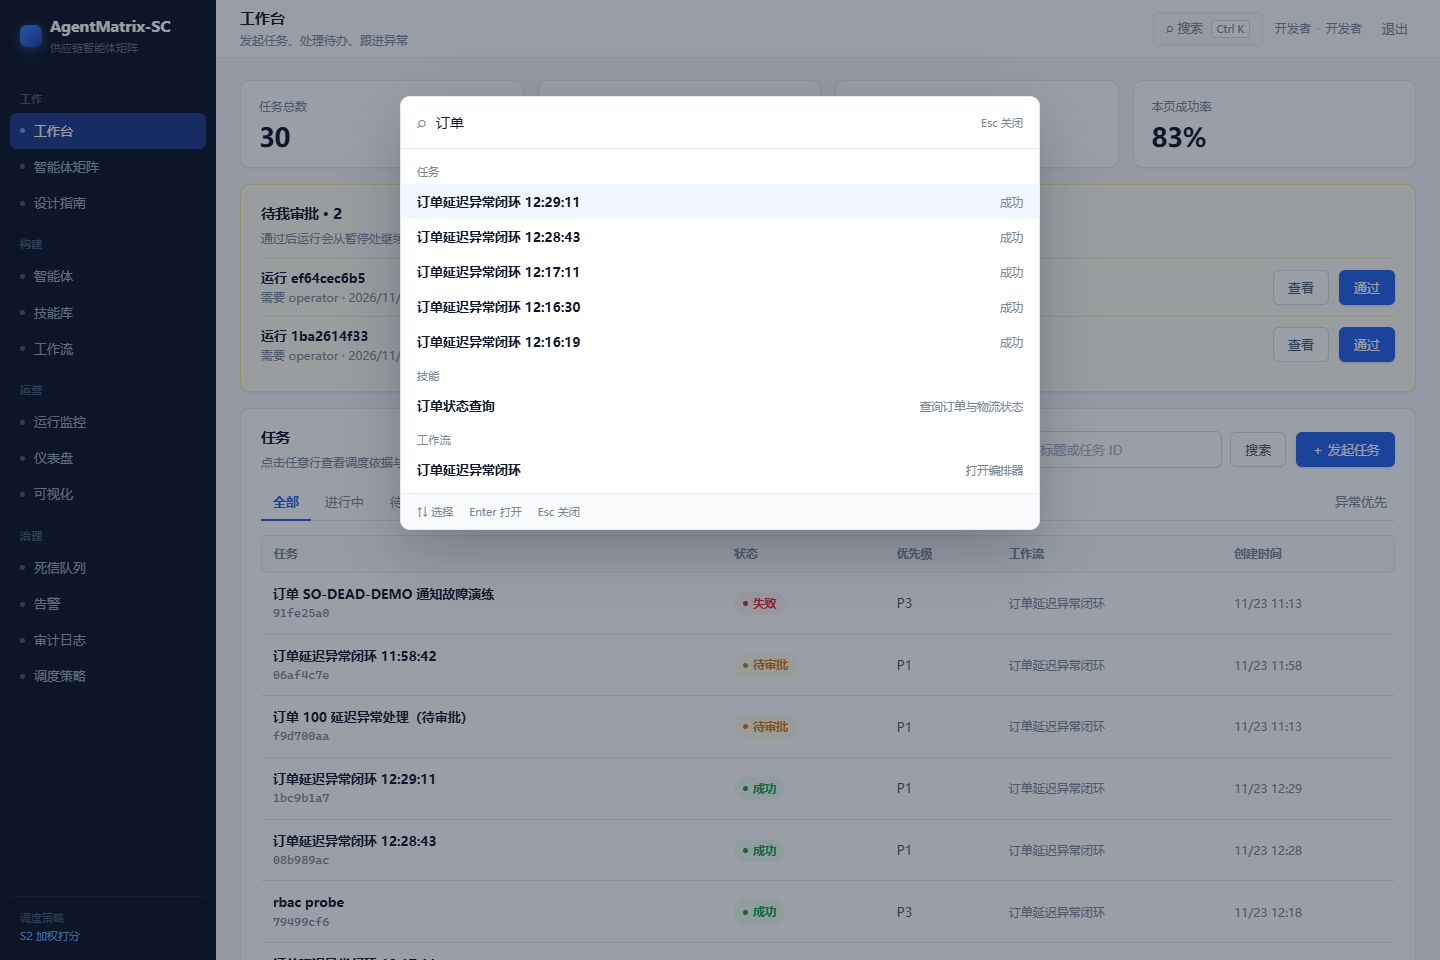 AgentMatrix-SC
供应链智能体矩阵
工作
工作台
智能体矩阵
设计指南
构建
智能体
技能库
工作流
运营
运行监控
仪表盘
可视化
治理
死信队列
告警
审计日志
调度策略
调度策略
S2 加权打分
工作台
发起任务、处理待办、跟进异常
搜索 Ctrl K
开发者 · 开发者
退出
任务总数
30
本页成功率
83%
订单
Esc 关闭
任务
订单延迟异常闭环 12:29:11 成功
订单延迟异常闭环 12:28:43 成功
订单延迟异常闭环 12:17:11 成功
订单延迟异常闭环 12:16:30 成功
订单延迟异常闭环 12:16:19 成功
技能
订单状态查询 查询订单与物流状态
工作流
订单延迟异常闭环 打开编排器
↑↓ 选择 Enter 打开 Esc 关闭
待我审批 • 2
通过后运行会从暂停处继续
运行 ef64cec6b5
需要 operator · 2026/11/
查看 通过
运行 1ba2614f33
需要 operator · 2026/11/
查看 通过
任务
点击任意行查看调度依据与
标题或任务 ID
搜索
+ 发起任务
全部 进行中 待
异常优先
任务 状态 优先级 工作流 创建时间
订单 SO-DEAD-DEMO 通知故障演练
91fe25a0
失败 P3 订单延迟异常闭环 11/23 11:13
订单延迟异常闭环 11:58:42
06af4c7e
待审批 P1 订单延迟异常闭环 11/23 11:58
订单 100 延迟异常处理（待审批）
f9d700aa
待审批 P1 订单延迟异常闭环 11/23 11:13
订单延迟异常闭环 12:29:11
1bc9b1a7
成功 P1 订单延迟异常闭环 11/23 12:29
订单延迟异常闭环 12:28:43
08b989ac
成功 P1 订单延迟异常闭环 11/23 12:28
rbac probe
79499cf6
成功 P3 订单延迟异常闭环 11/23 12:18